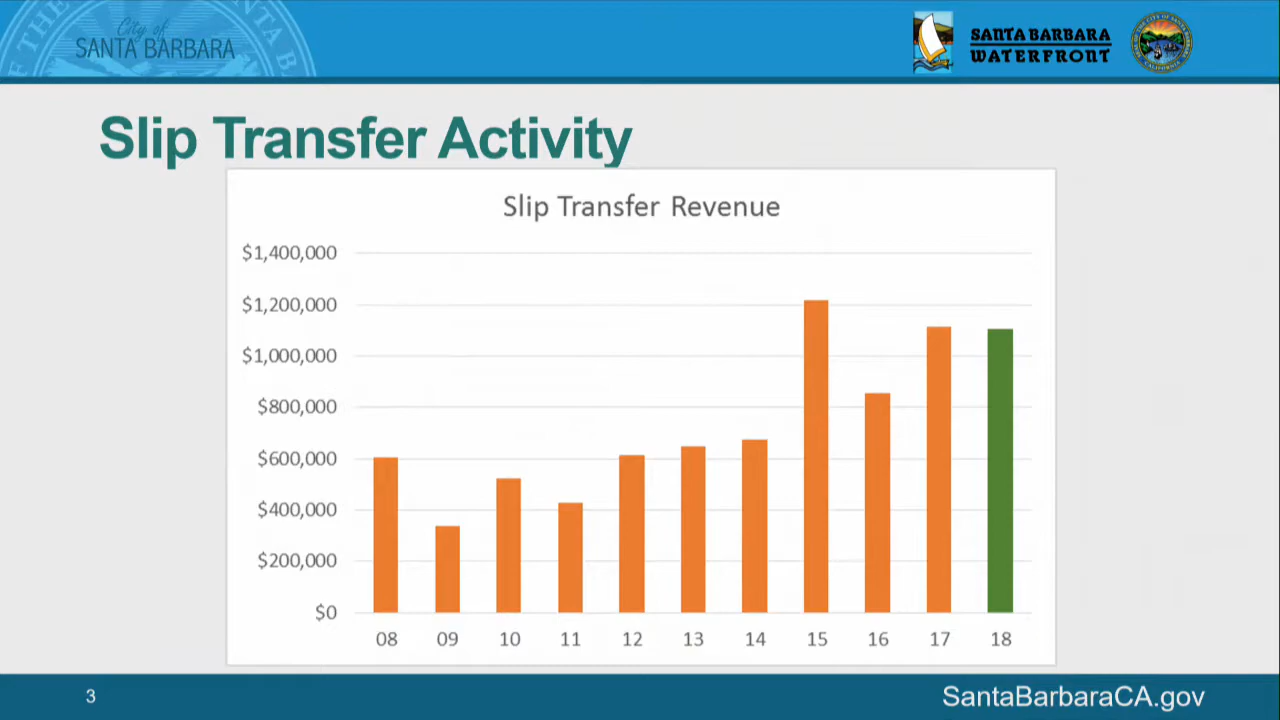 City of
SANTA BARBARA
SANTA BARBARA
WATERFRONT
Slip Transfer Activity
Slip Transfer Revenue
$1,400,000
$1,200,000
$1,000,000
$800,000
$600,000
$400,000
$200,000
$0
08 09 10 11 12 13 14 15 16 17 18
3
SantaBarbaraCA.gov